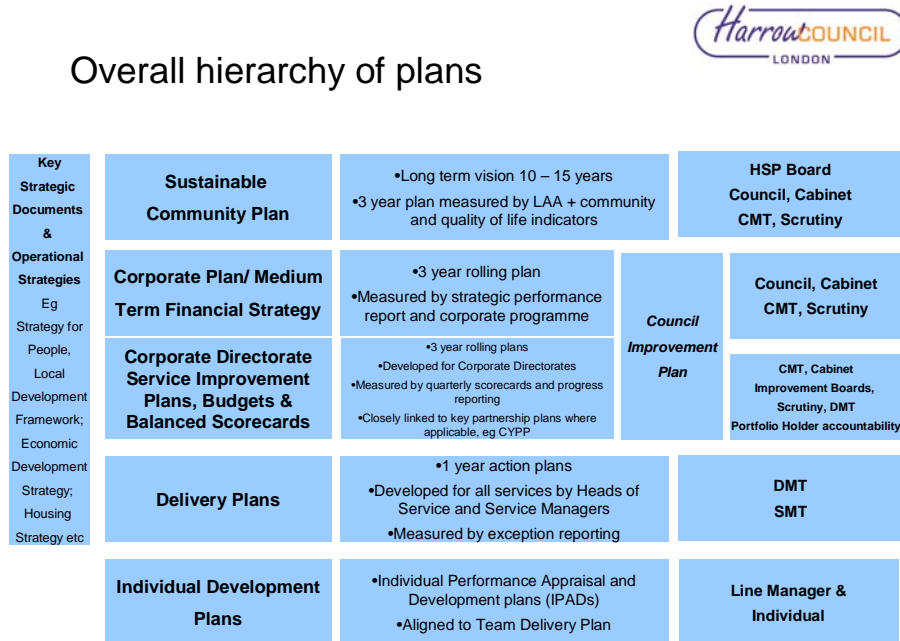 HarrowCOUNCIL
LONDON
Overall hierarchy of plans
Key
Strategic
Documents
&
Operational
Strategies
Eg
Strategy for
People,
Local
Development
Framework;
Economic
Development
Strategy;
Housing
Strategy etc
Sustainable
Community Plan
•Long term vision 10 – 15 years
•3 year plan measured by LAA + community
and quality of life indicators
HSP Board
Council, Cabinet
CMT, Scrutiny
Corporate Plan/ Medium
Term Financial Strategy
•3 year rolling plan
•Measured by strategic performance
report and corporate programme
Council
Improvement
Plan
Council, Cabinet
CMT, Scrutiny
Corporate Directorate
Service Improvement
Plans, Budgets &
Balanced Scorecards
•3 year rolling plans
•Developed for Corporate Directorates
•Measured by quarterly scorecards and progress
reporting
•Closely linked to key partnership plans where
applicable, eg CYPP
CMT, Cabinet
Improvement Boards,
Scrutiny, DMT
Portfolio Holder accountability
Delivery Plans
•1 year action plans
•Developed for all services by Heads of
Service and Service Managers
•Measured by exception reporting
DMT
SMT
Individual Development
Plans
•Individual Performance Appraisal and
Development plans (IPADs)
•Aligned to Team Delivery Plan
Line Manager &
Individual